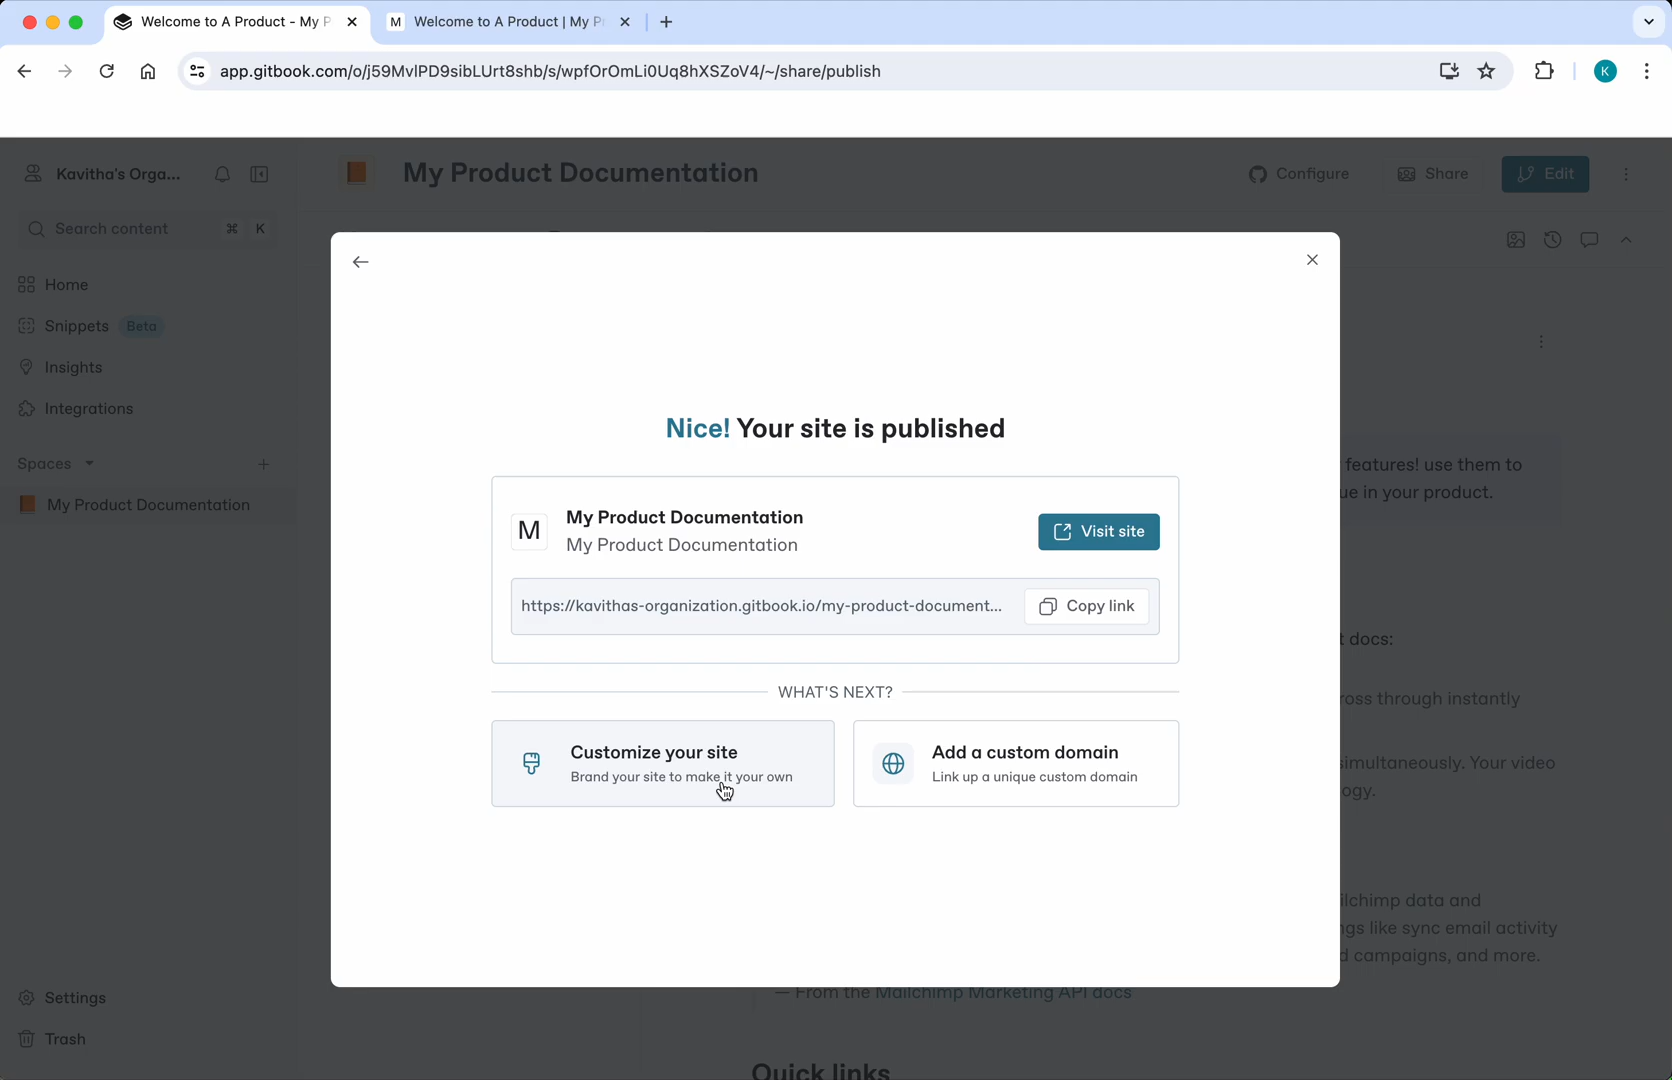 Welcome to A Product - My P
M Welcome to A Product | My P
app.gitbook.com/o/j59MvlPD9sibLUrt8shb/s/wpfOrOmLi0Uq8hXSZoV4/~/share/publish
K
Kavitha's Orga...
My Product Documentation
Configure
Share
Edit
Search content
⌘ K
Home
Snippets Beta
Insights
Integrations
Spaces
My Product Documentation
Settings
Trash
Nice! Your site is published
M
My Product Documentation
My Product Documentation
Visit site
https://kavithas-organization.gitbook.io/my-product-document...
Copy link
WHAT'S NEXT?
Customize your site
Brand your site to make it your own
Add a custom domain
Link up a unique custom domain
features! use them to
ue in your product.
docs:
ross through instantly
simultaneously. Your video
ogy.
ilchimp data and
ngs like sync email activity
d campaigns, and more.
— From the Mailchimp Marketing API docs
Quick links